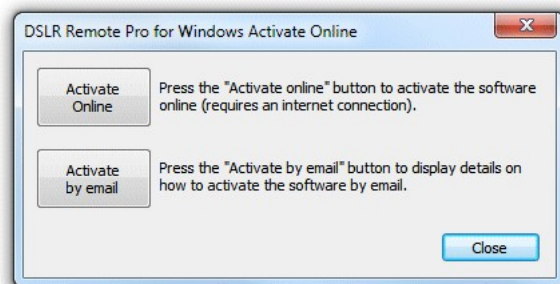 DSLR Remote Pro for Windows Activate Online
Activate
Online
Press the "Activate online" button to activate the software
online (requires an internet connection).
Activate
by email
Press the "Activate by email" button to display details on
how to activate the software by email.
Close